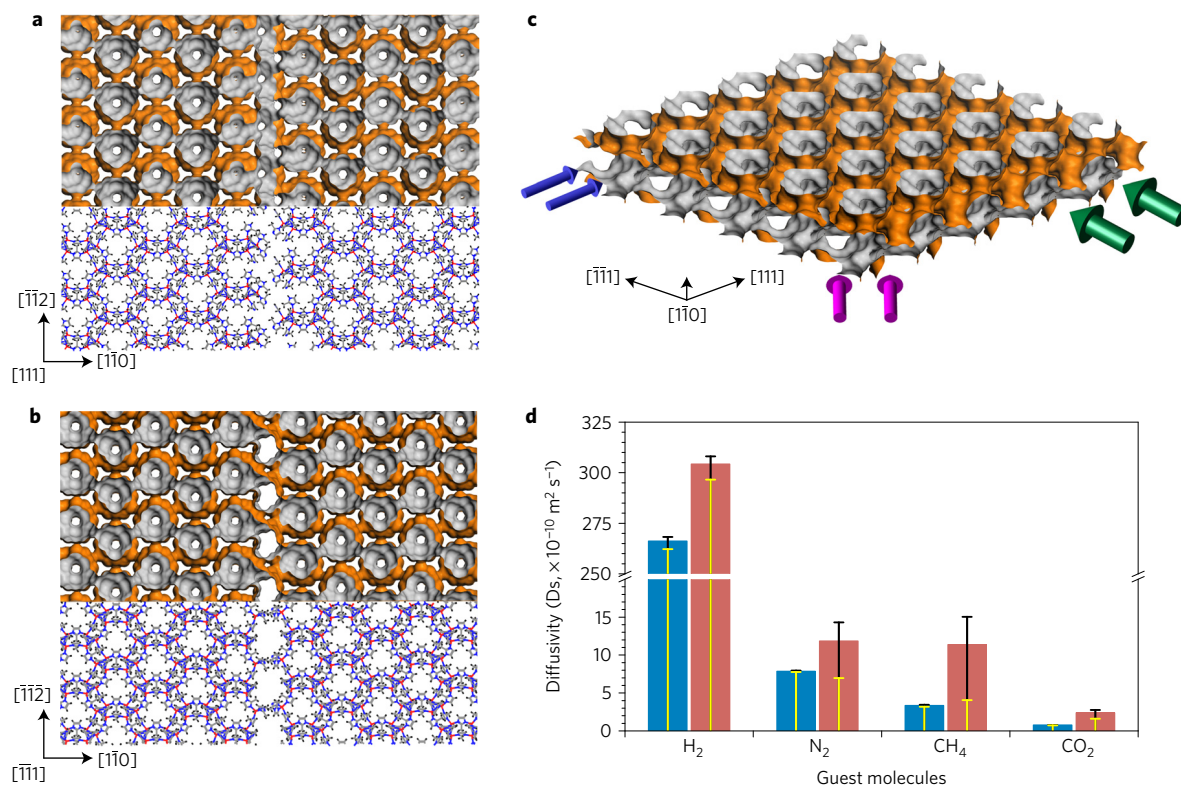 a
[1̅1̅2]
[111]
[11̅0]
b
[1̅1̅2̅]
[1̅1̅1]
[11̅0]
c
[1̅1̅1]
[111]
[11̅0]
d
Diffusivity (Ds, ×10⁻¹⁰ m² s⁻¹)
325
300
275
250
15
10
5
0
H₂
N₂
CH₄
CO₂
Guest molecules